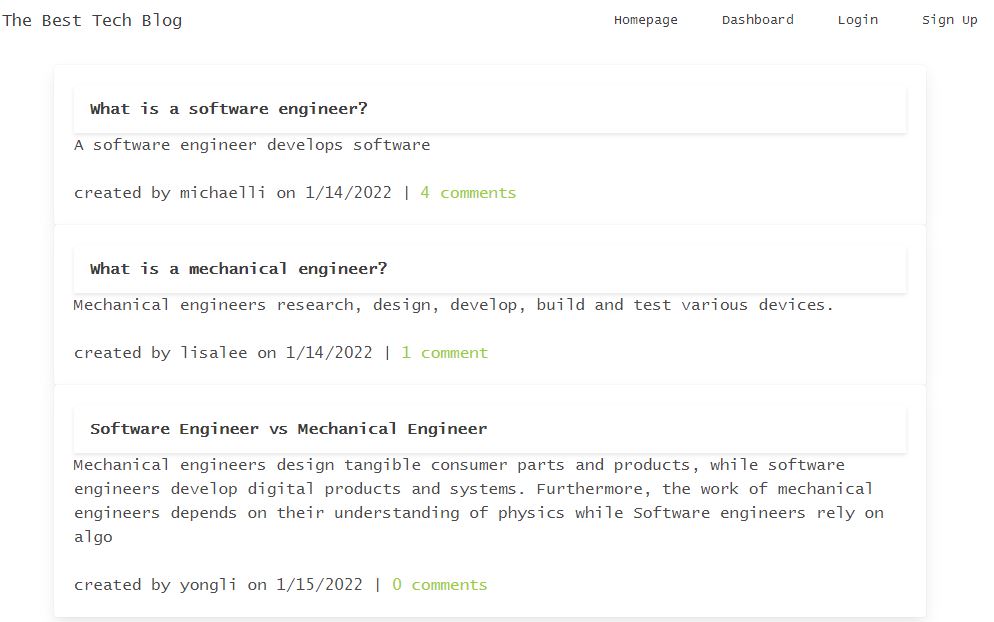 The Best Tech Blog
Homepage
Dashboard
Login
Sign Up
What is a software engineer?
A software engineer develops software
created by michaelli on 1/14/2022 | 4 comments
What is a mechanical engineer?
Mechanical engineers research, design, develop, build and test various devices.
created by lisalee on 1/14/2022 | 1 comment
Software Engineer vs Mechanical Engineer
Mechanical engineers design tangible consumer parts and products, while software
engineers develop digital products and systems. Furthermore, the work of mechanical
engineers depends on their understanding of physics while Software engineers rely on
algo
created by yongli on 1/15/2022 | 0 comments